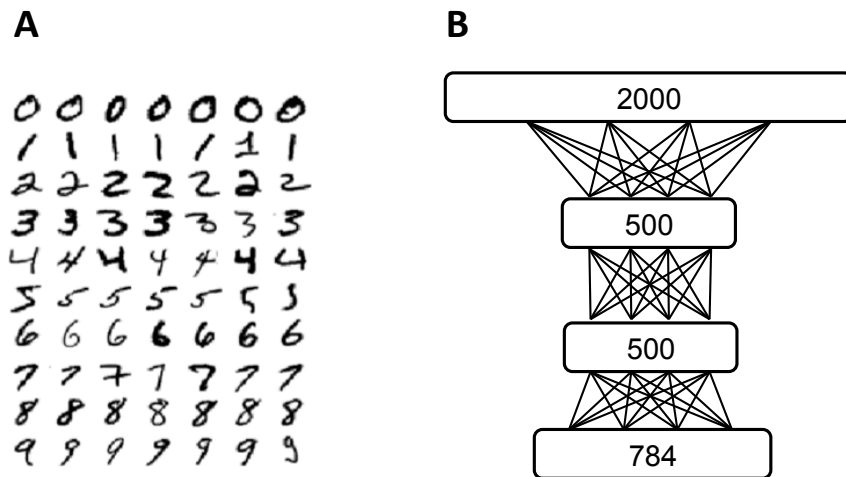 A
B
0 0 0 0 0 0 0
1 1 1 1 1 1 1
2 2 2 2 2 2 2
3 3 3 3 3 3 3
4 4 4 4 4 4 4
5 5 5 5 5 5 5
6 6 6 6 6 6 6
7 7 7 7 7 7 7
8 8 8 8 8 8 8
9 9 9 9 9 9 9
2000
500
500
784